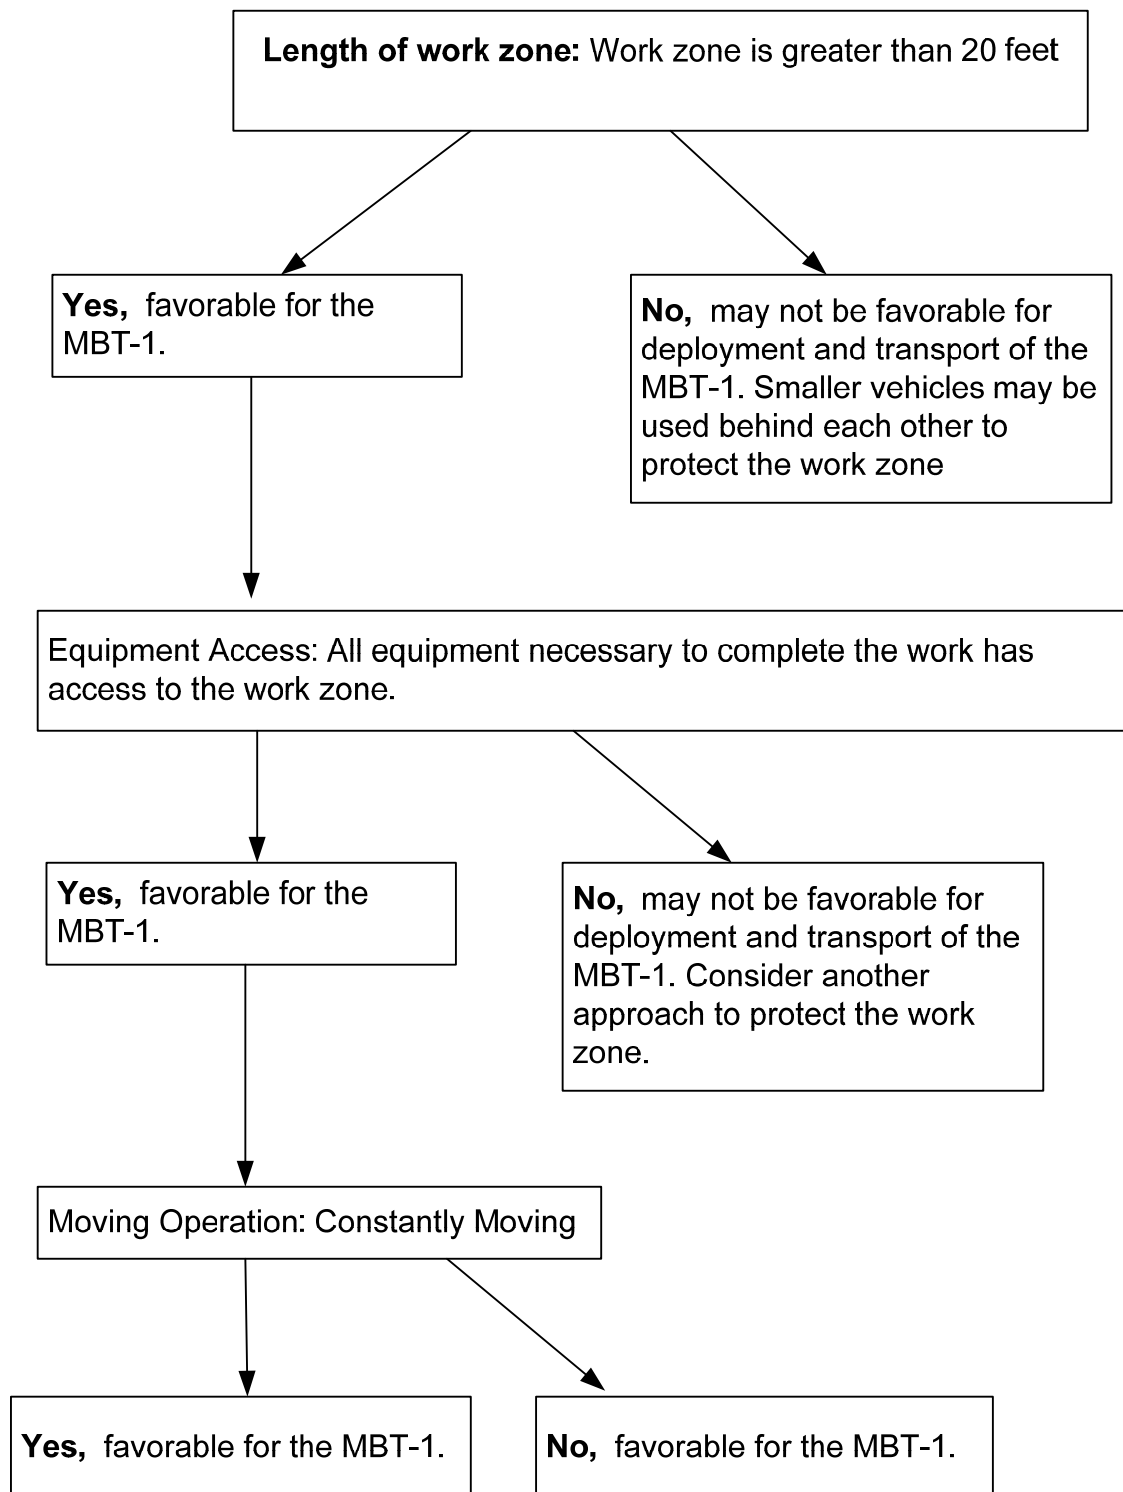 Length of work zone: Work zone is greater than 20 feet
Yes, favorable for the
MBT-1.
No, may not be favorable for
deployment and transport of the
MBT-1. Smaller vehicles may be
used behind each other to
protect the work zone
Equipment Access: All equipment necessary to complete the work has
access to the work zone.
Yes, favorable for the
MBT-1.
No, may not be favorable for
deployment and transport of the
MBT-1. Consider another
approach to protect the work
zone.
Moving Operation: Constantly Moving
Yes, favorable for the MBT-1.
No, favorable for the MBT-1.